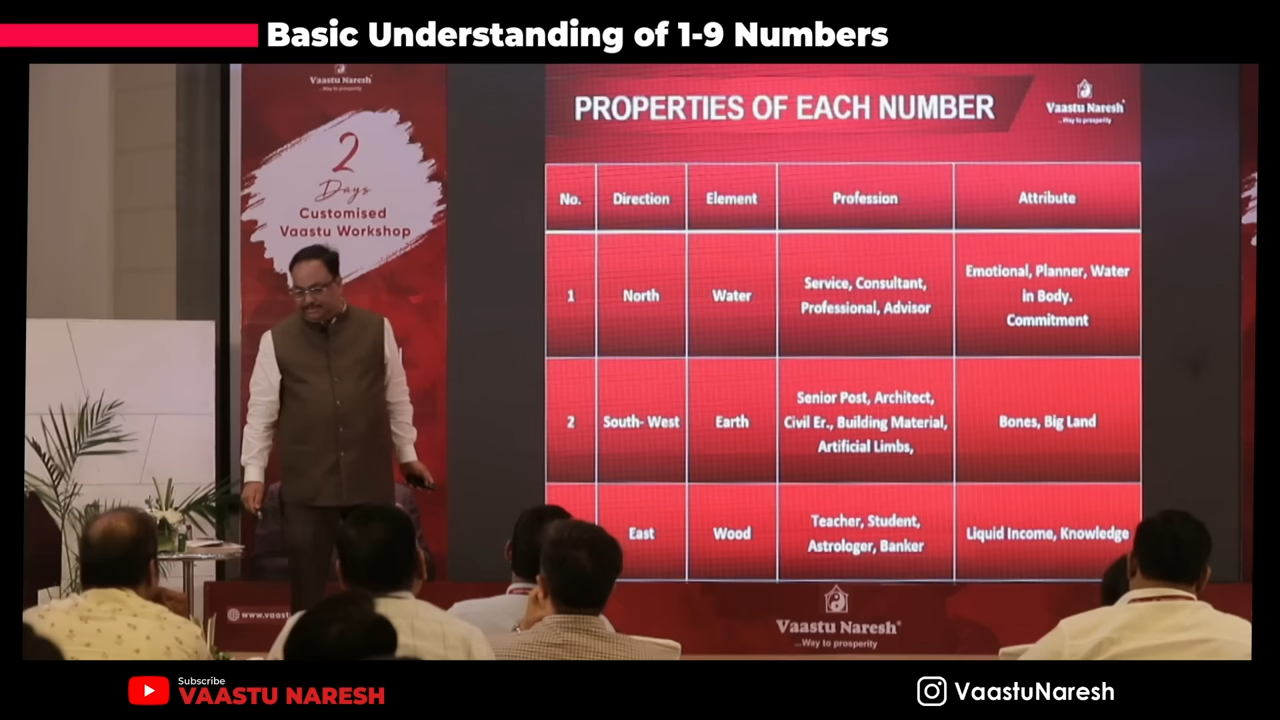 Basic Understanding of 1-9 Numbers
Vaastu Naresh
...Way to prosperity
2
Days
Customised
Vaastu Workshop
PROPERTIES OF EACH NUMBER
Vaastu Naresh®
...Way to prosperity
No. Direction Element Profession Attribute
1 North Water Service, Consultant, Professional, Advisor Emotional, Planner, Water in Body. Commitment
2 South- West Earth Senior Post, Architect, Civil Er., Building Material, Artificial Limbs, Bones, Big Land
East Wood Teacher, Student, Astrologer, Banker Liquid Income, Knowledge
www.vaast
Vaastu Naresh®
...Way to prosperity
Subscribe
VAASTU NARESH
VaastuNaresh